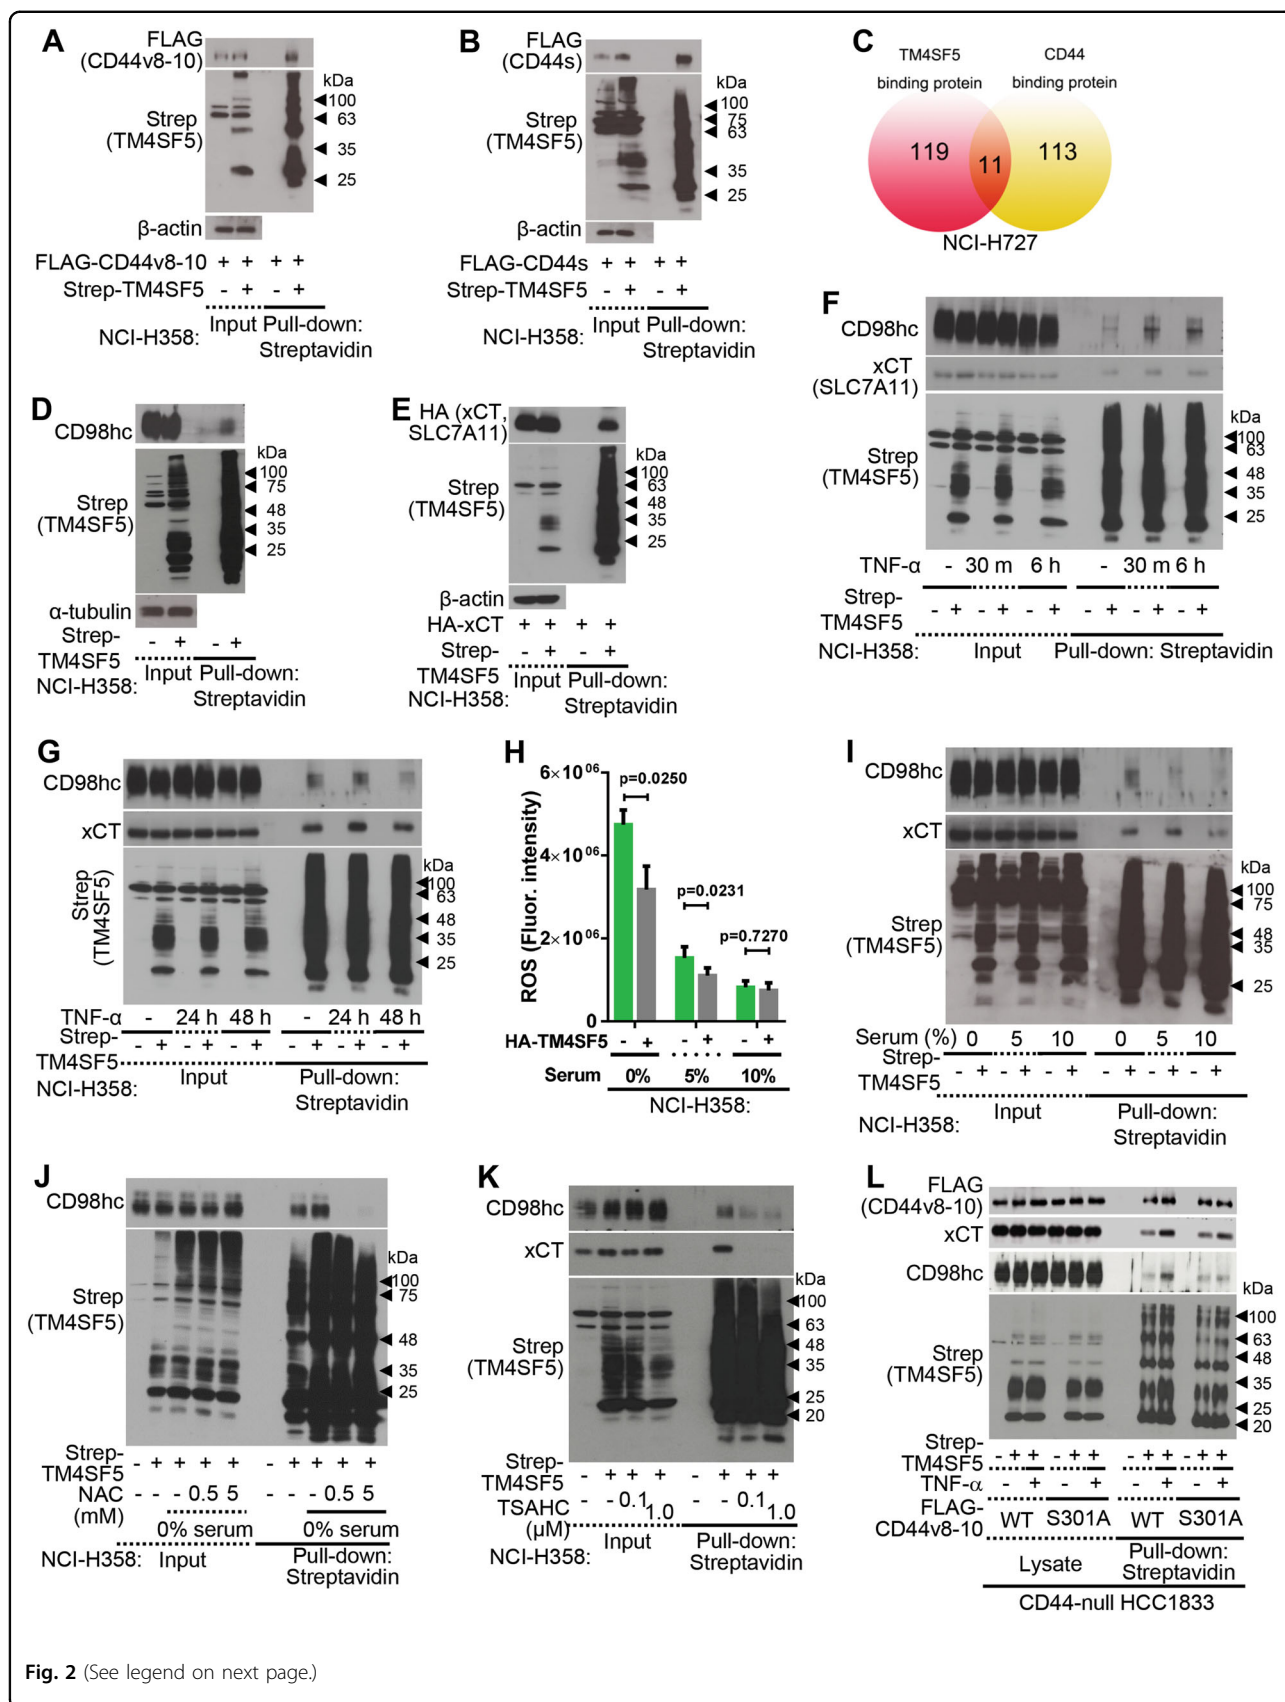 A
FLAG
(CD44v8-10)
kDa
100
63
35
25
Strep
(TM4SF5)
β-actin
FLAG-CD44v8-10 + + + +
Strep-TM4SF5 - + - +
Input Pull-down:
NCI-H358: Streptavidin
B
FLAG
(CD44s)
kDa
100
75
63
35
25
Strep
(TM4SF5)
β-actin
FLAG-CD44s + + + +
Strep-TM4SF5 - + - +
Input Pull-down:
NCI-H358: Streptavidin
C
TM4SF5 CD44
binding protein binding protein
119 11 113
NCI-H727
D
CD98hc
kDa
100
75
48
35
25
Strep
(TM4SF5)
α-tubulin
Strep- - + - +
TM4SF5
Input Pull-down:
NCI-H358: Streptavidin
E
HA (xCT,
SLC7A11)
kDa
100
63
48
35
25
Strep
(TM4SF5)
β-actin
HA-xCT + + + +
Strep- - + - +
TM4SF5
Input Pull-down:
NCI-H358: Streptavidin
F
CD98hc
xCT
(SLC7A11)
kDa
100
63
48
35
25
Strep
(TM4SF5)
TNF-α - 30 m 6 h - 30 m 6 h
Strep-
TM4SF5 - + - + - + - + - + - +
NCI-H358: Input Pull-down: Streptavidin
G
CD98hc
xCT
kDa
100
63
48
35
25
Strep
(TM4SF5)
TNF-α - 24 h 48 h - 24 h 48 h
Strep- - + - + - + - + - + - +
TM4SF5
NCI-H358: Input Pull-down:
Streptavidin
H
ROS (Fluor. intensity)
6×10⁰⁶
4×10⁰⁶
2×10⁰⁶
0
p=0.0250
p=0.0231
p=0.7270
HA-TM4SF5 - + - + - +
Serum 0% 5% 10%
NCI-H358:
I
CD98hc
xCT
kDa
100
75
48
35
25
Strep
(TM4SF5)
Serum (%) 0 5 10 0 5 10
Strep-
TM4SF5 - + - + - + - + - + - +
Input Pull-down:
NCI-H358: Streptavidin
J
CD98hc
kDa
100
75
48
35
25
Strep
(TM4SF5)
Strep-
TM4SF5 - + + + + - + + + +
NAC - - - 0.5 5 - - - 0.5 5
(mM)
0% serum 0% serum
NCI-H358: Input Pull-down:
Streptavidin
K
CD98hc
xCT
kDa
100
63
48
35
25
20
Strep
(TM4SF5)
Strep-
TM4SF5 - + + + - + + +
TSAHC - - 0.1 1.0 - - 0.1 1.0
(μM)
Input Pull-down:
NCI-H358: Streptavidin
L
FLAG
(CD44v8-10)
xCT
CD98hc
kDa
100
63
48
35
25
20
Strep
(TM4SF5)
Strep-
TM4SF5 - + + - + + - + + - + +
TNF-α - + + - + +
FLAG-
CD44v8-10 WT S301A WT S301A
Lysate Pull-down:
Streptavidin
CD44-null HCC1833
Fig. 2 (See legend on next page.)